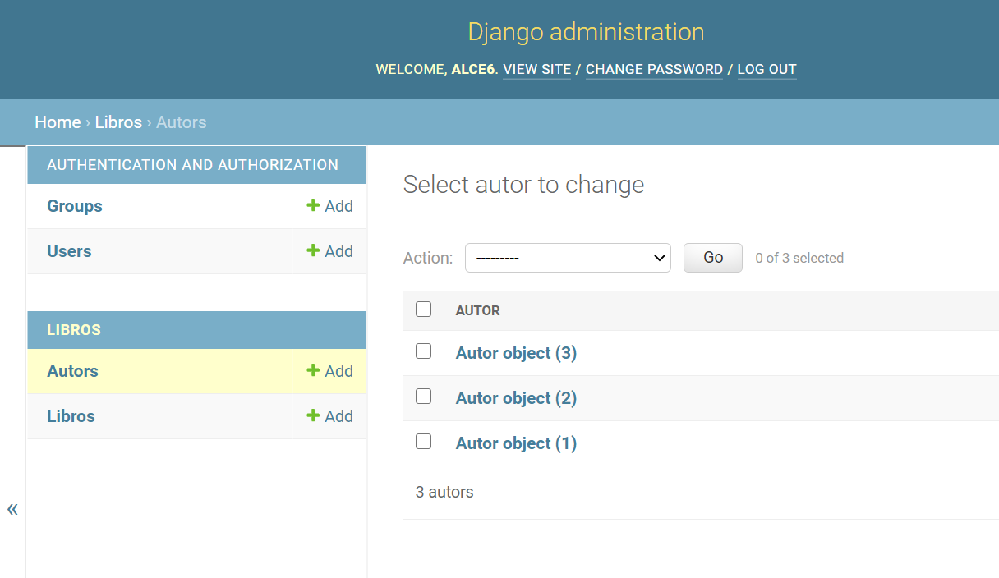 Django administration
WELCOME, ALCE6. VIEW SITE / CHANGE PASSWORD / LOG OUT
Home › Libros › Autors
AUTHENTICATION AND AUTHORIZATION
Groups + Add
Users + Add
LIBROS
Autors + Add
Libros + Add
«
Select autor to change
Action: --------- Go 0 of 3 selected
AUTOR
Autor object (3)
Autor object (2)
Autor object (1)
3 autors